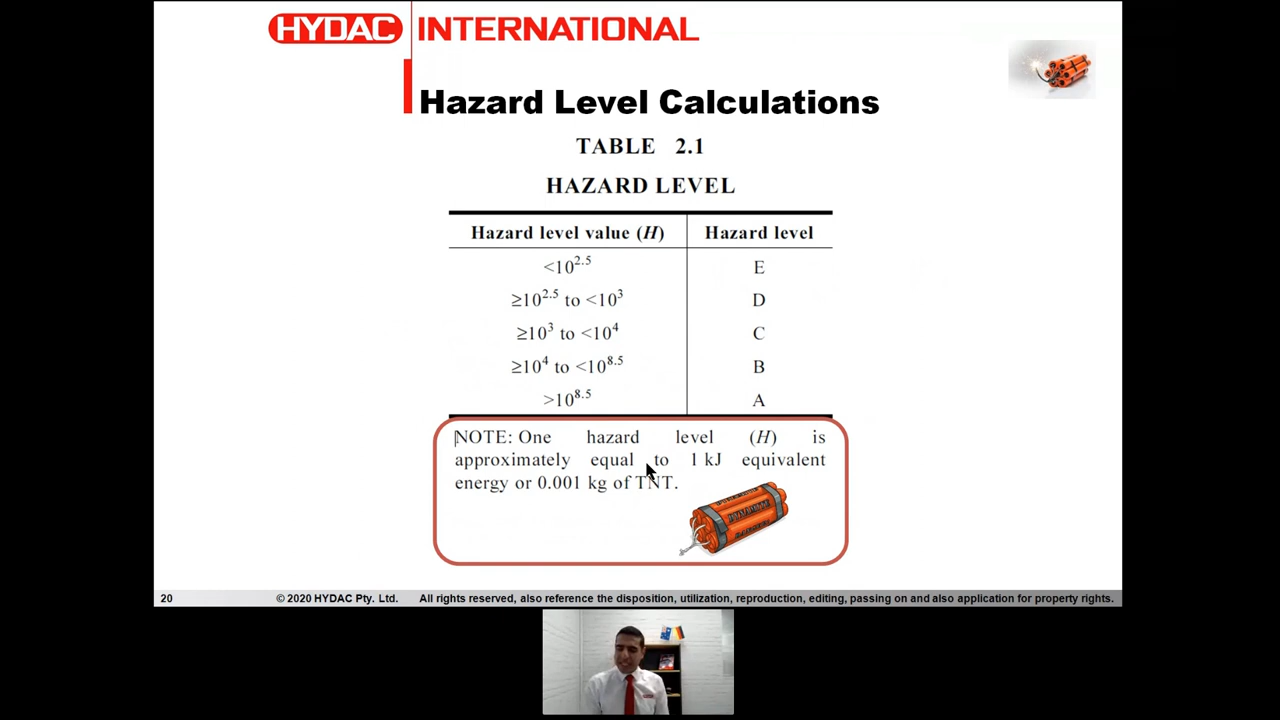 HYDAC INTERNATIONAL
Hazard Level Calculations
TABLE 2.1
HAZARD LEVEL
Hazard level value (H) Hazard level
<10^2.5 E
≥10^2.5 to <10^3 D
≥10^3 to <10^4 C
≥10^4 to <10^8.5 B
>10^8.5 A
NOTE: One hazard level (H) is
approximately equal to 1 kJ equivalent
energy or 0.001 kg of TNT.
20 © 2020 HYDAC Pty. Ltd. All rights reserved, also reference the disposition, utilization, reproduction, editing, passing on and also application for property rights.